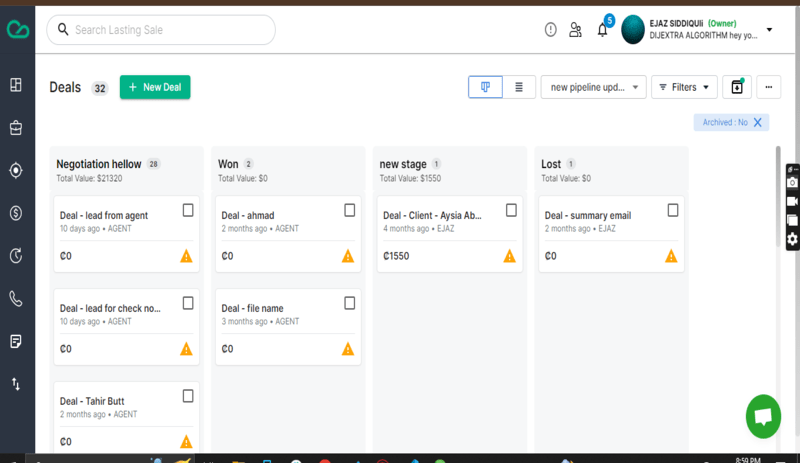 Search Lasting Sale
5
EJAZ SIDDIQUIi (Owner)
DIJEXTRA ALGORITHM hey yo...
Deals 32
+ New Deal
new pipeline upd...
Filters
Archived : No X
Negotiation hellow 28
Total Value: $21320
Deal - lead from agent
10 days ago • AGENT
₵0
Deal - lead for check no...
10 days ago • AGENT
₵0
Deal - Tahir Butt
2 months ago • AGENT
₵0
Won 2
Total Value: $0
Deal - ahmad
2 months ago • AGENT
₵0
Deal - file name
3 months ago • AGENT
₵0
new stage 1
Total Value: $1550
Deal - Client - Aysia Ab...
4 months ago • EJAZ
₵1550
Lost 1
Total Value: $0
Deal - summary email
2 months ago • EJAZ
₵0
8:59 PM